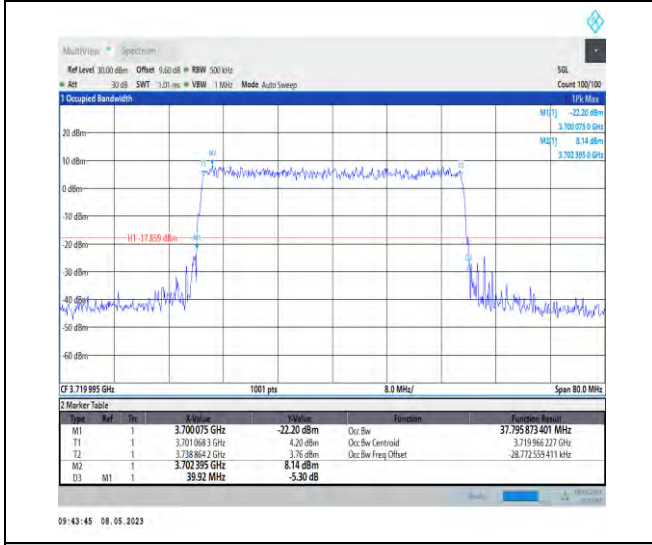 MultiView Spectrum
Ref Level 30.00 dBm Offset 9.60 dB RBW 500 kHz SGL
Att 30 dB SWT 1.01 ms VBW 1 MHz Mode Auto Sweep Count 100/100
1 Occupied Bandwidth 1Pk Max
M1[1] -22.20 dBm
3.700 075 0 GHz
M2[1] 8.14 dBm
3.702 395 0 GHz
20 dBm
M2
10 dBm
0 dBm
-10 dBm
H1 -17.859 dBm M1
-20 dBm
-30 dBm
-40 dBm
-50 dBm
-60 dBm
CF 3.719 995 GHz 1001 pts 8.0 MHz/ Span 80.0 MHz
2 Marker Table
Type Ref Trc X-Value Y-Value Function Function Result
M1 1 3.700075 GHz -22.20 dBm Occ Bw 37.795 873 401 MHz
T1 1 3.701 068 3 GHz 4.20 dBm Occ Bw Centroid 3.719 966 227 GHz
T2 1 3.738 864 2 GHz 3.76 dBm Occ Bw Freq Offset -28.772 559 411 kHz
M2 1 3.702 395 GHz 8.14 dBm
D3 M1 1 39.92 MHz -5.30 dB
09:43:45 08.05.2023